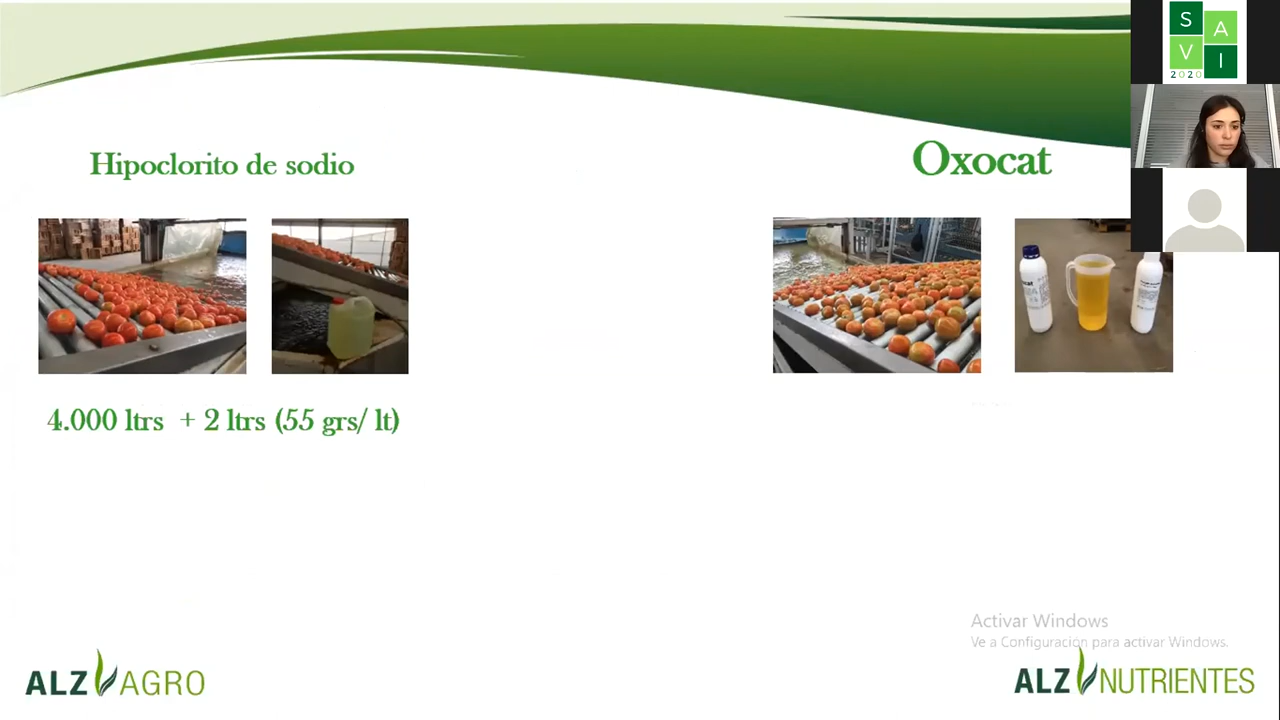 S A
V I
2020
Hipoclorito de sodio
Oxocat
4.000 ltrs + 2 ltrs (55 grs/ lt)
Activar Windows
Ve a Configuración para activar Windows.
ALZ AGRO
ALZ NUTRIENTES